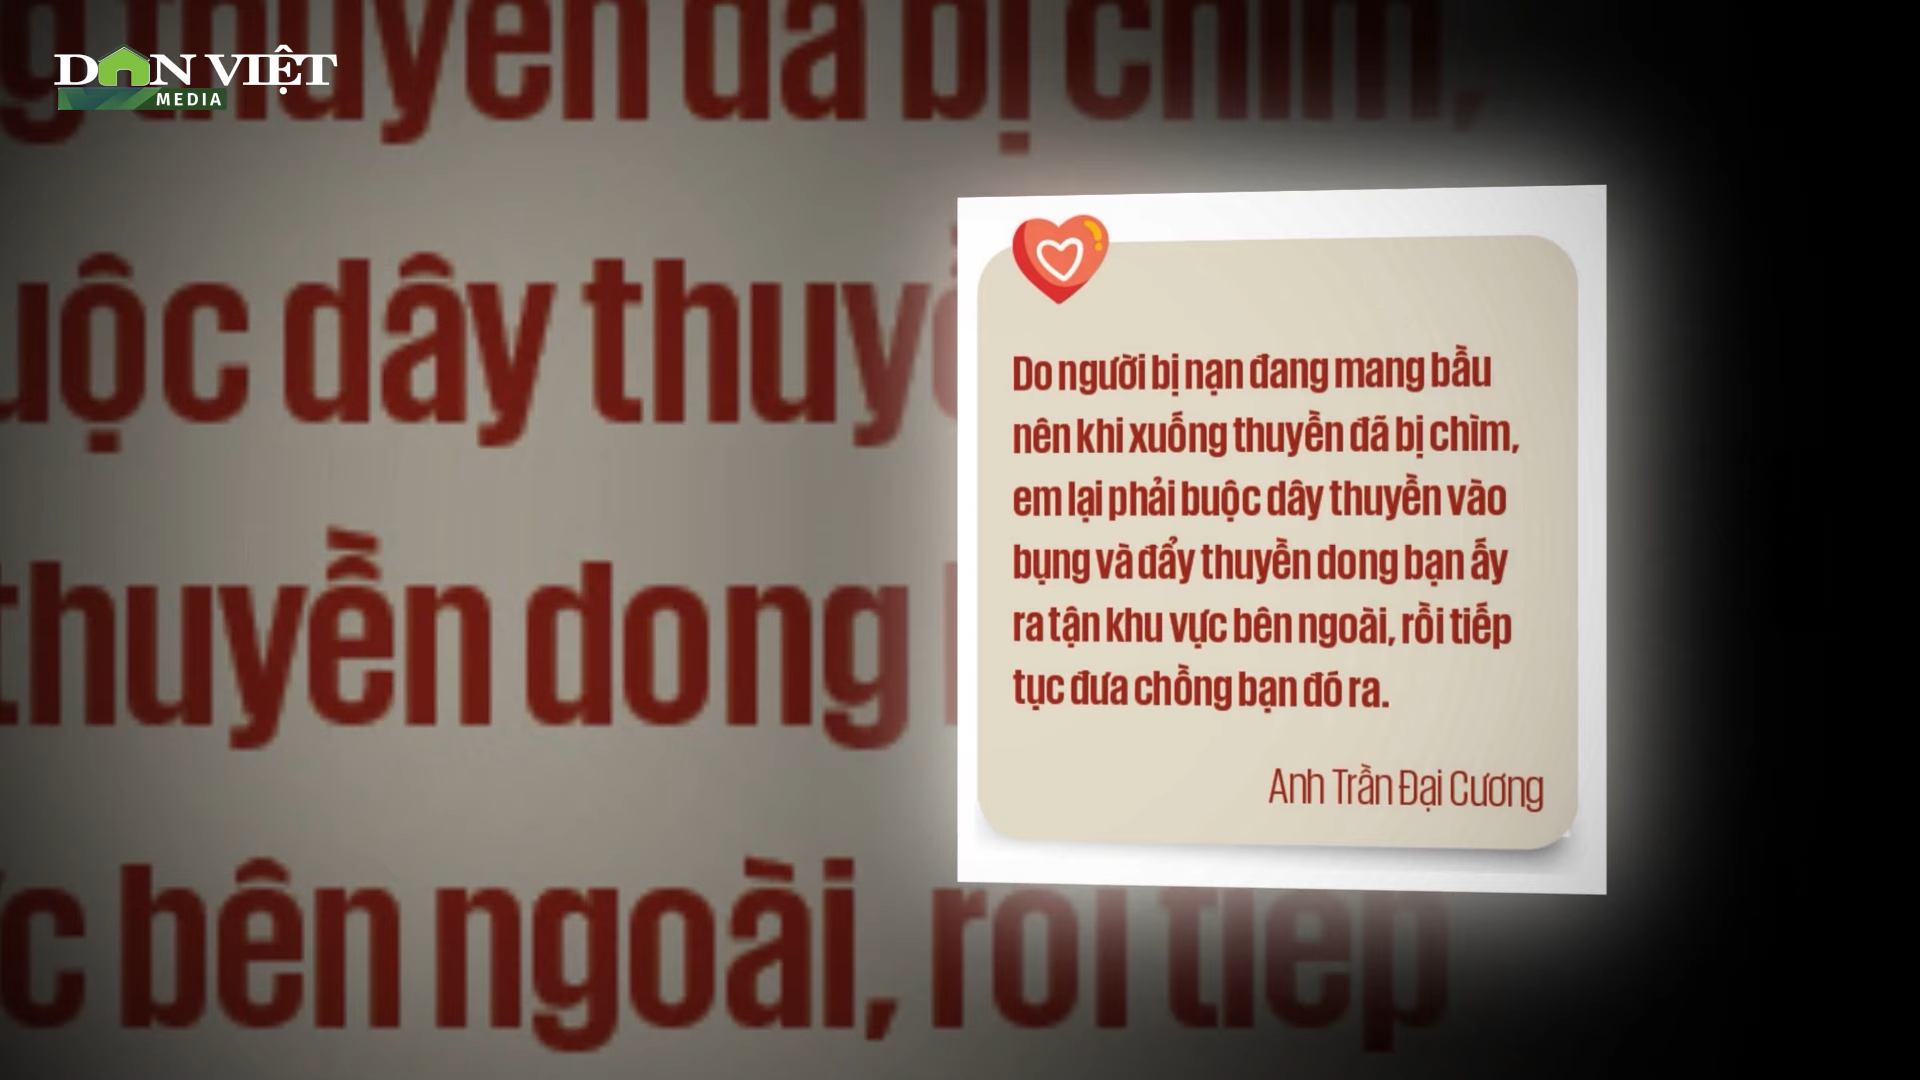 DÂN VIỆT
MEDIA
thuyền đã bị chìm,
buộc dây thuyề
thuyền dong
bên ngoài, rồi tiếp
Do người bị nạn đang mang bầu
nên khi xuống thuyền đã bị chìm,
em lại phải buộc dây thuyền vào
bụng và đẩy thuyền dong bạn ấy
ra tận khu vực bên ngoài, rồi tiếp
tục đưa chồng bạn đó ra.
Anh Trần Đại Cương